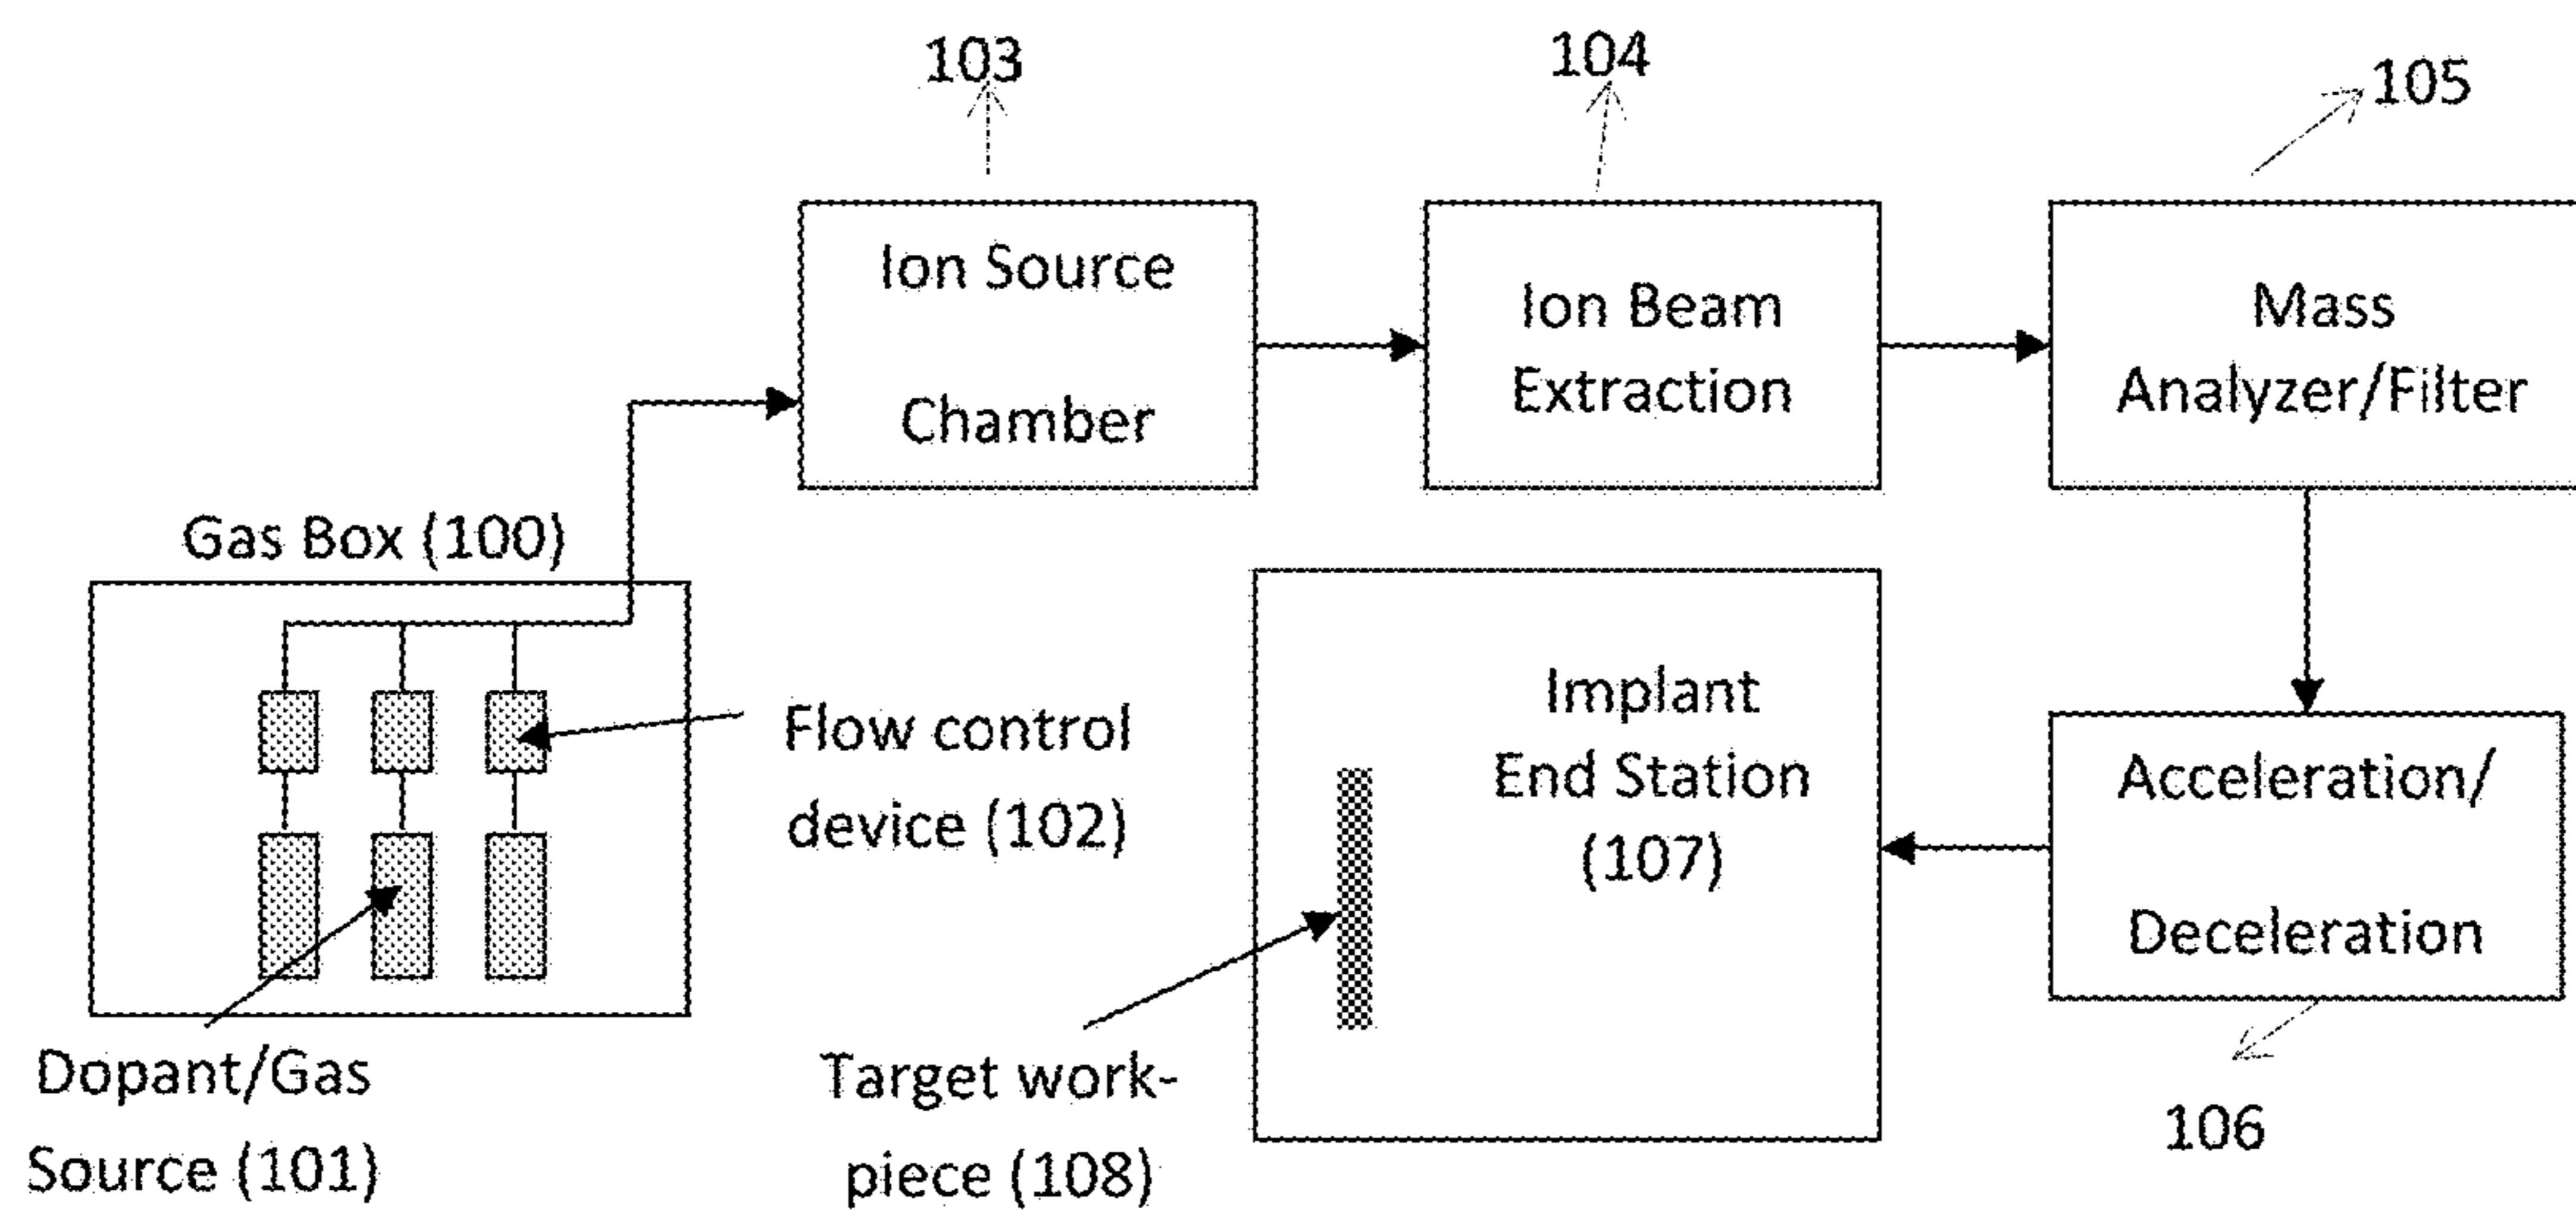 103
104
105
Ion Source
Chamber
Ion Beam
Extraction
Mass
Analyzer/Filter
Gas Box (100)
Flow control
device (102)
Implant
End Station
(107)
Acceleration/
Deceleration
Dopant/Gas
Source (101)
Target work-
piece (108)
106